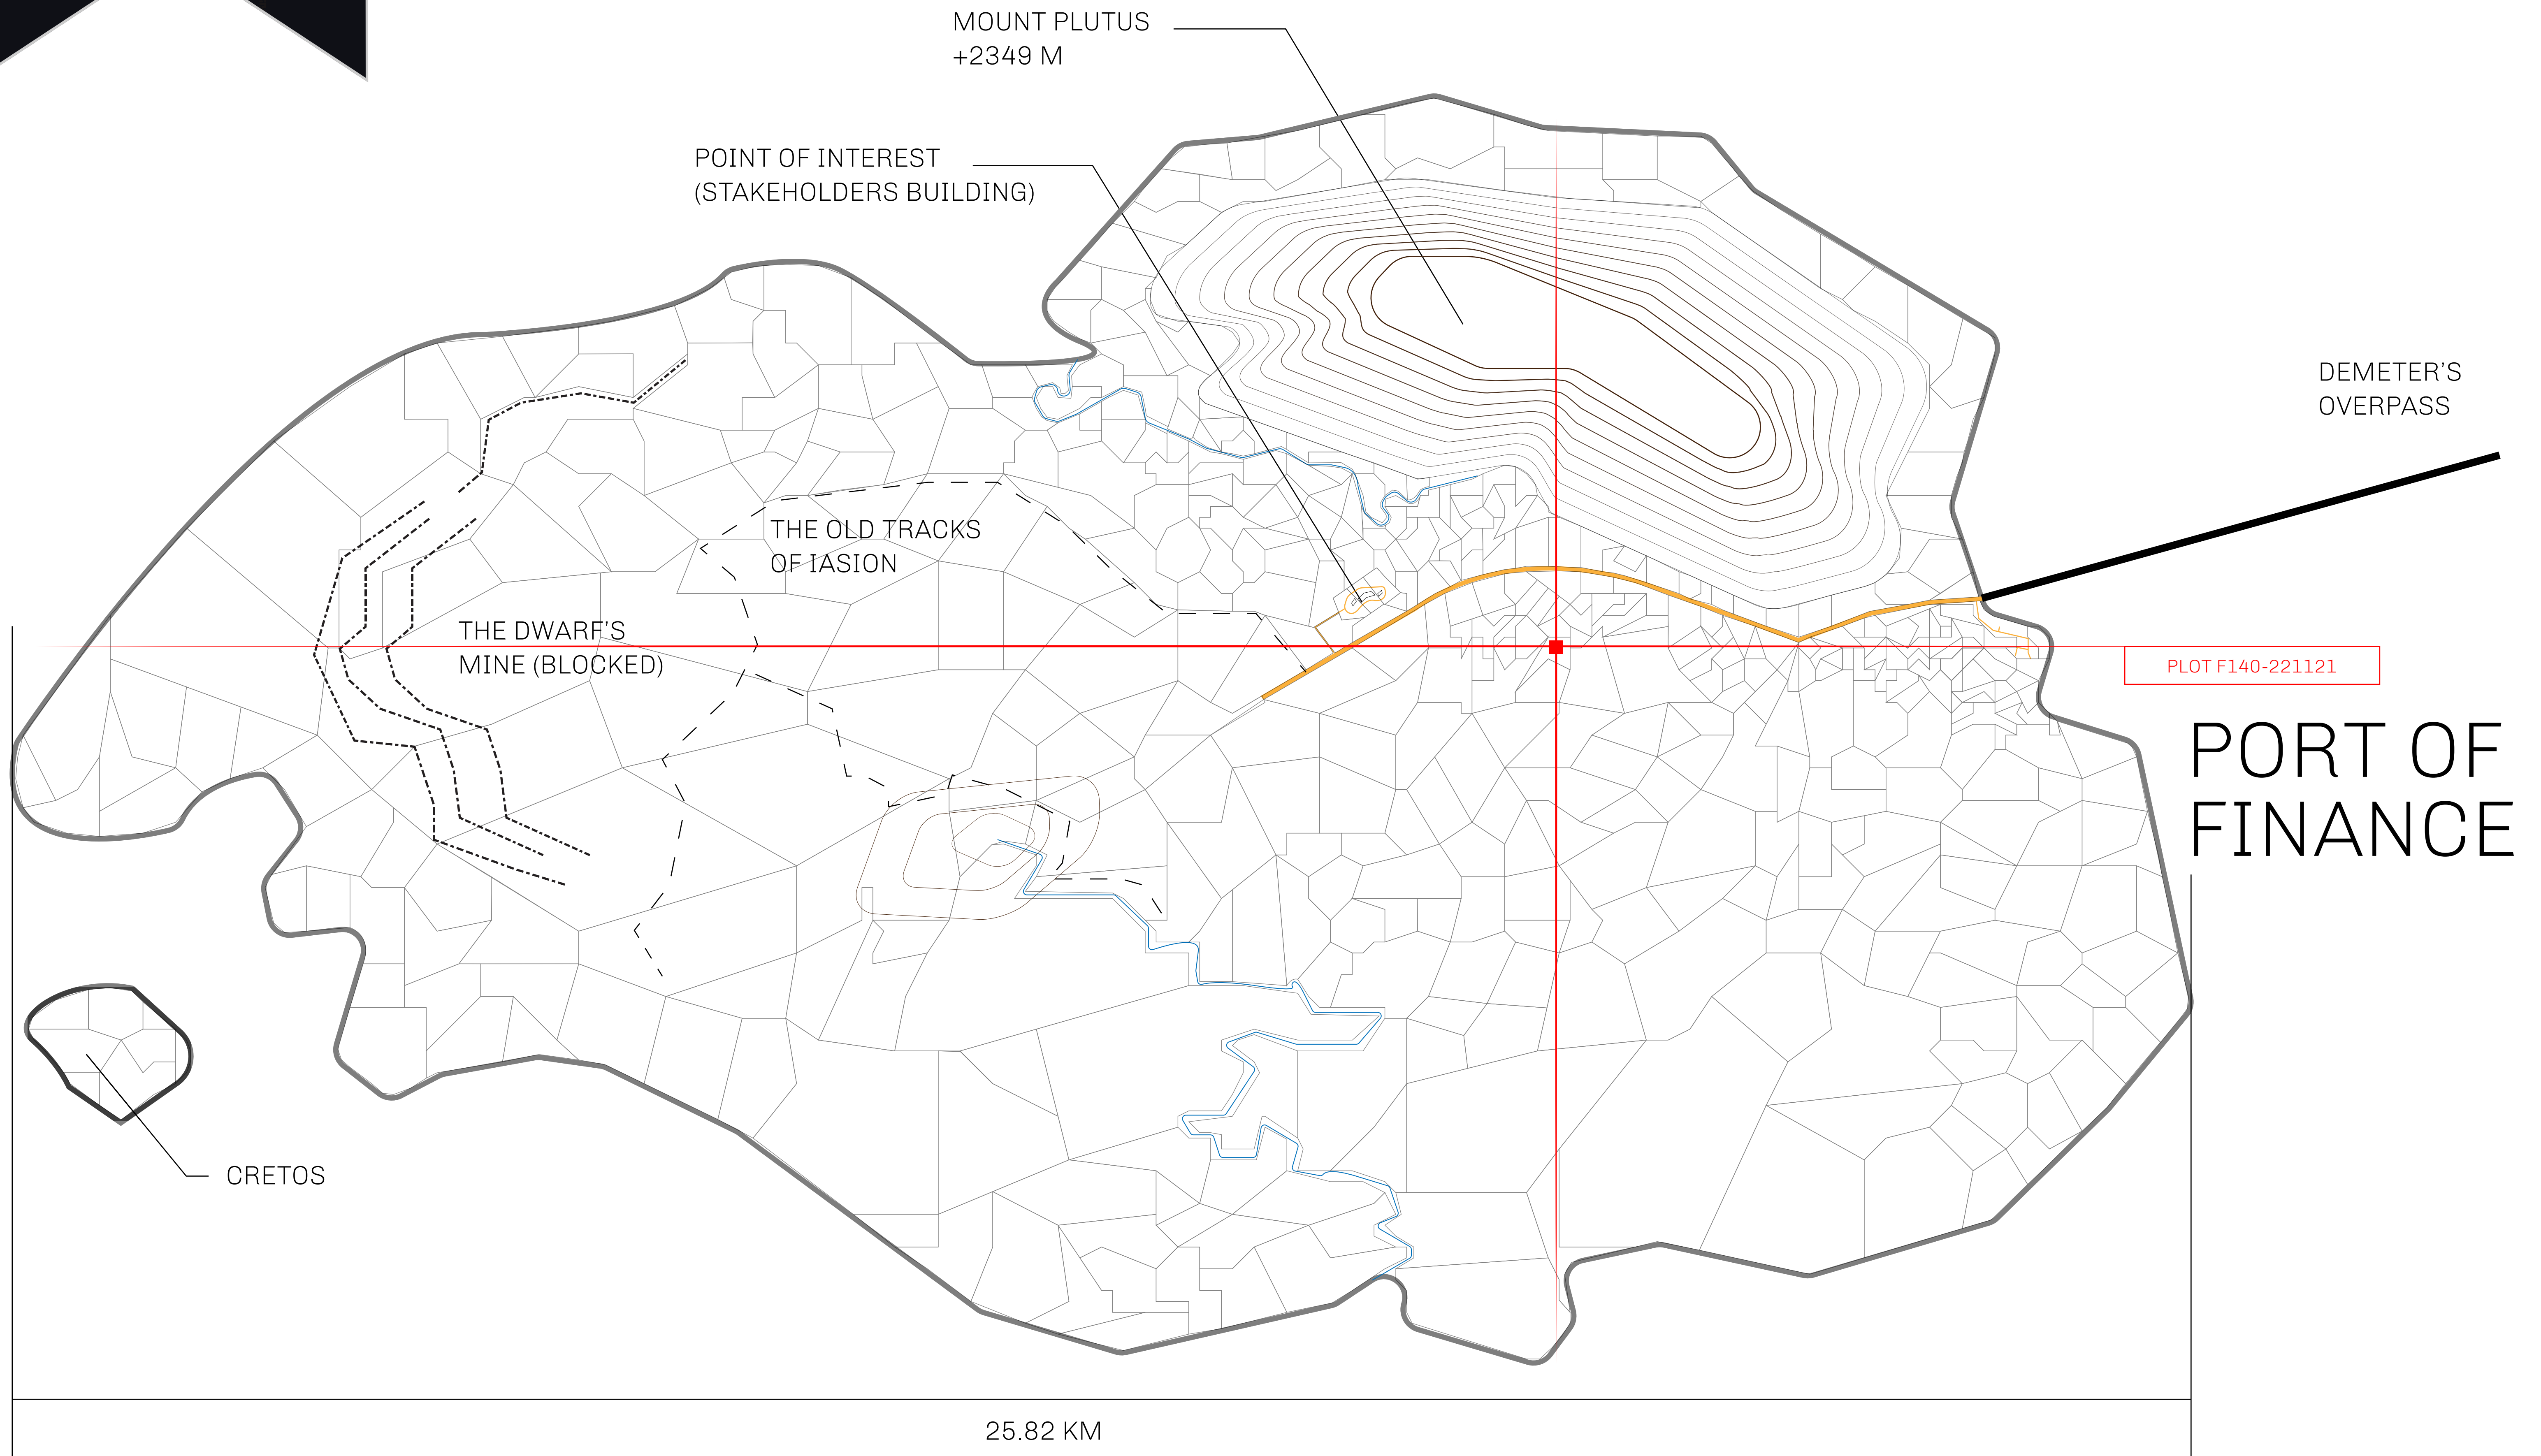 MOUNT PLUTUS
+2349 M
POINT OF INTEREST
(STAKEHOLDERS BUILDING)
DEMETER'S
OVERPASS
THE OLD TRACKS
OF IASION
THE DWARF'S
MINE (BLOCKED)
PLOT F140-221121
PORT OF
FINANCE
CRETOS
25.82 KM